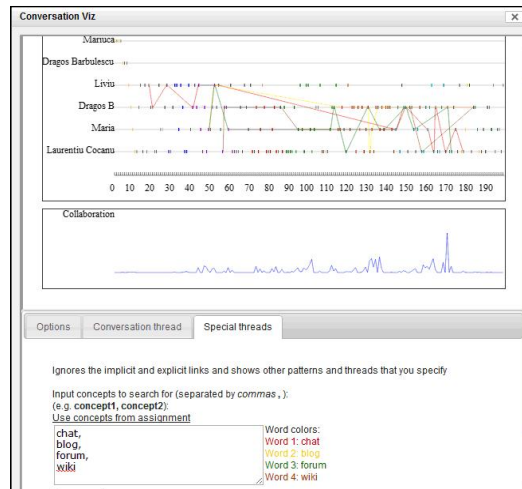 Conversation Viz
Mariuca
Dragos Barbulescu
Liviu
Dragos B
Maria
Laurentiu Cocanu
0 10 20 30 40 50 60 70 80 90 100 110 120 130 140 150 160 170 180 190
Collaboration
Options Conversation thread Special threads
Ignores the implicit and explicit links and shows other patterns and threads that you specify
Input concepts to search for (separated by commas , ):
(e.g. concept1, concept2):
Use concepts from assignment
chat,
blog,
forum,
wiki
Word colors:
Word 1: chat
Word 2: blog
Word 3: forum
Word 4: wiki